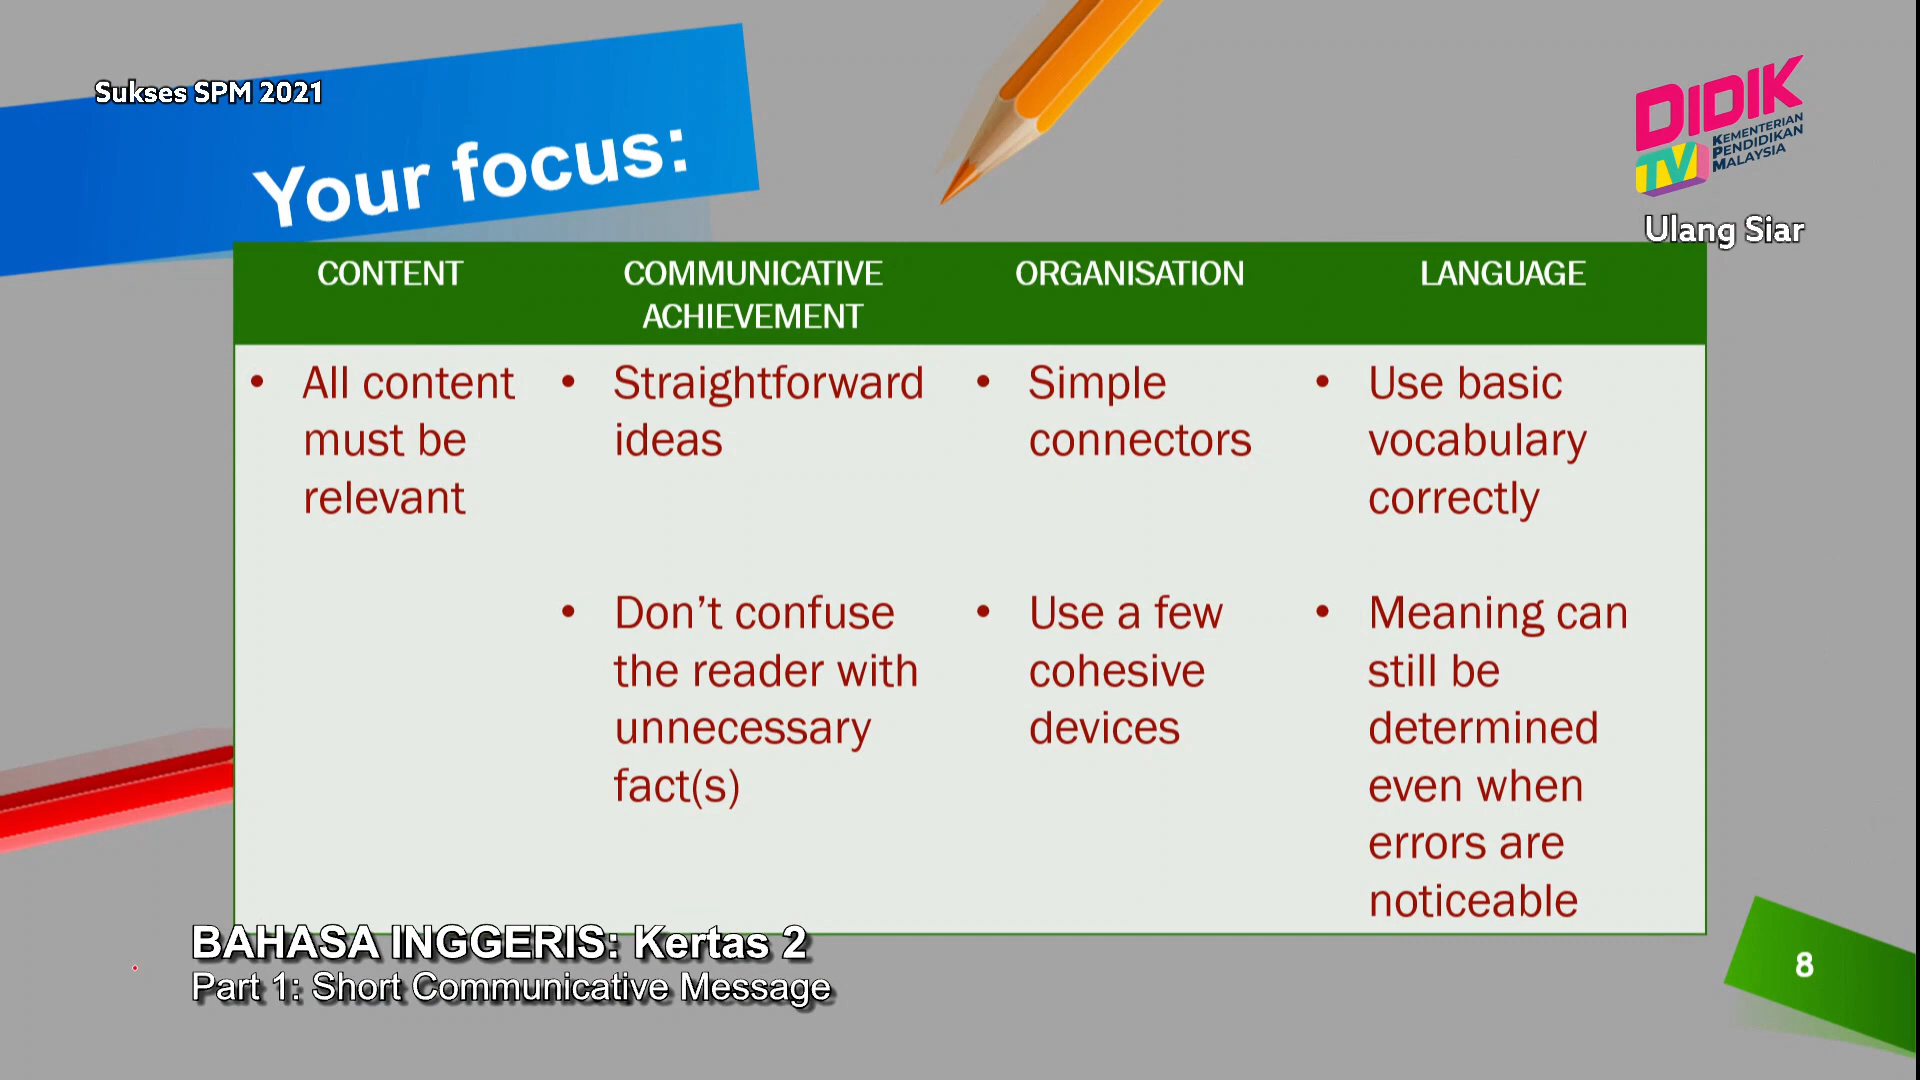 Sukses SPM 2021
Your focus:
DIDIK
TV
KEMENTERIAN
PENDIDIKAN
MALAYSIA
Ulang Siar
CONTENT
COMMUNICATIVE
ACHIEVEMENT
ORGANISATION
LANGUAGE
• All content
must be
relevant
• Straightforward
ideas
• Don't confuse
the reader with
unnecessary
fact(s)
• Simple
connectors
• Use a few
cohesive
devices
• Use basic
vocabulary
correctly
• Meaning can
still be
determined
even when
errors are
noticeable
BAHASA INGGERIS: Kertas 2
Part 1: Short Communicative Message
8